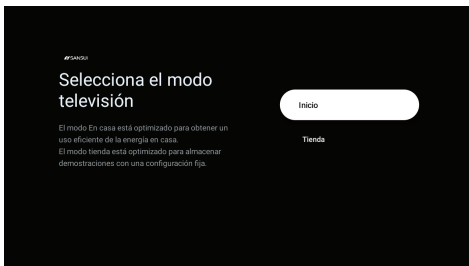 SANSUI
Selecciona el modo
televisión
El modo En casa está optimizado para obtener un
uso eficiente de la energía en casa.
El modo tienda está optimizado para almacenar
demostraciones con una configuración fija.
Inicio
Tienda